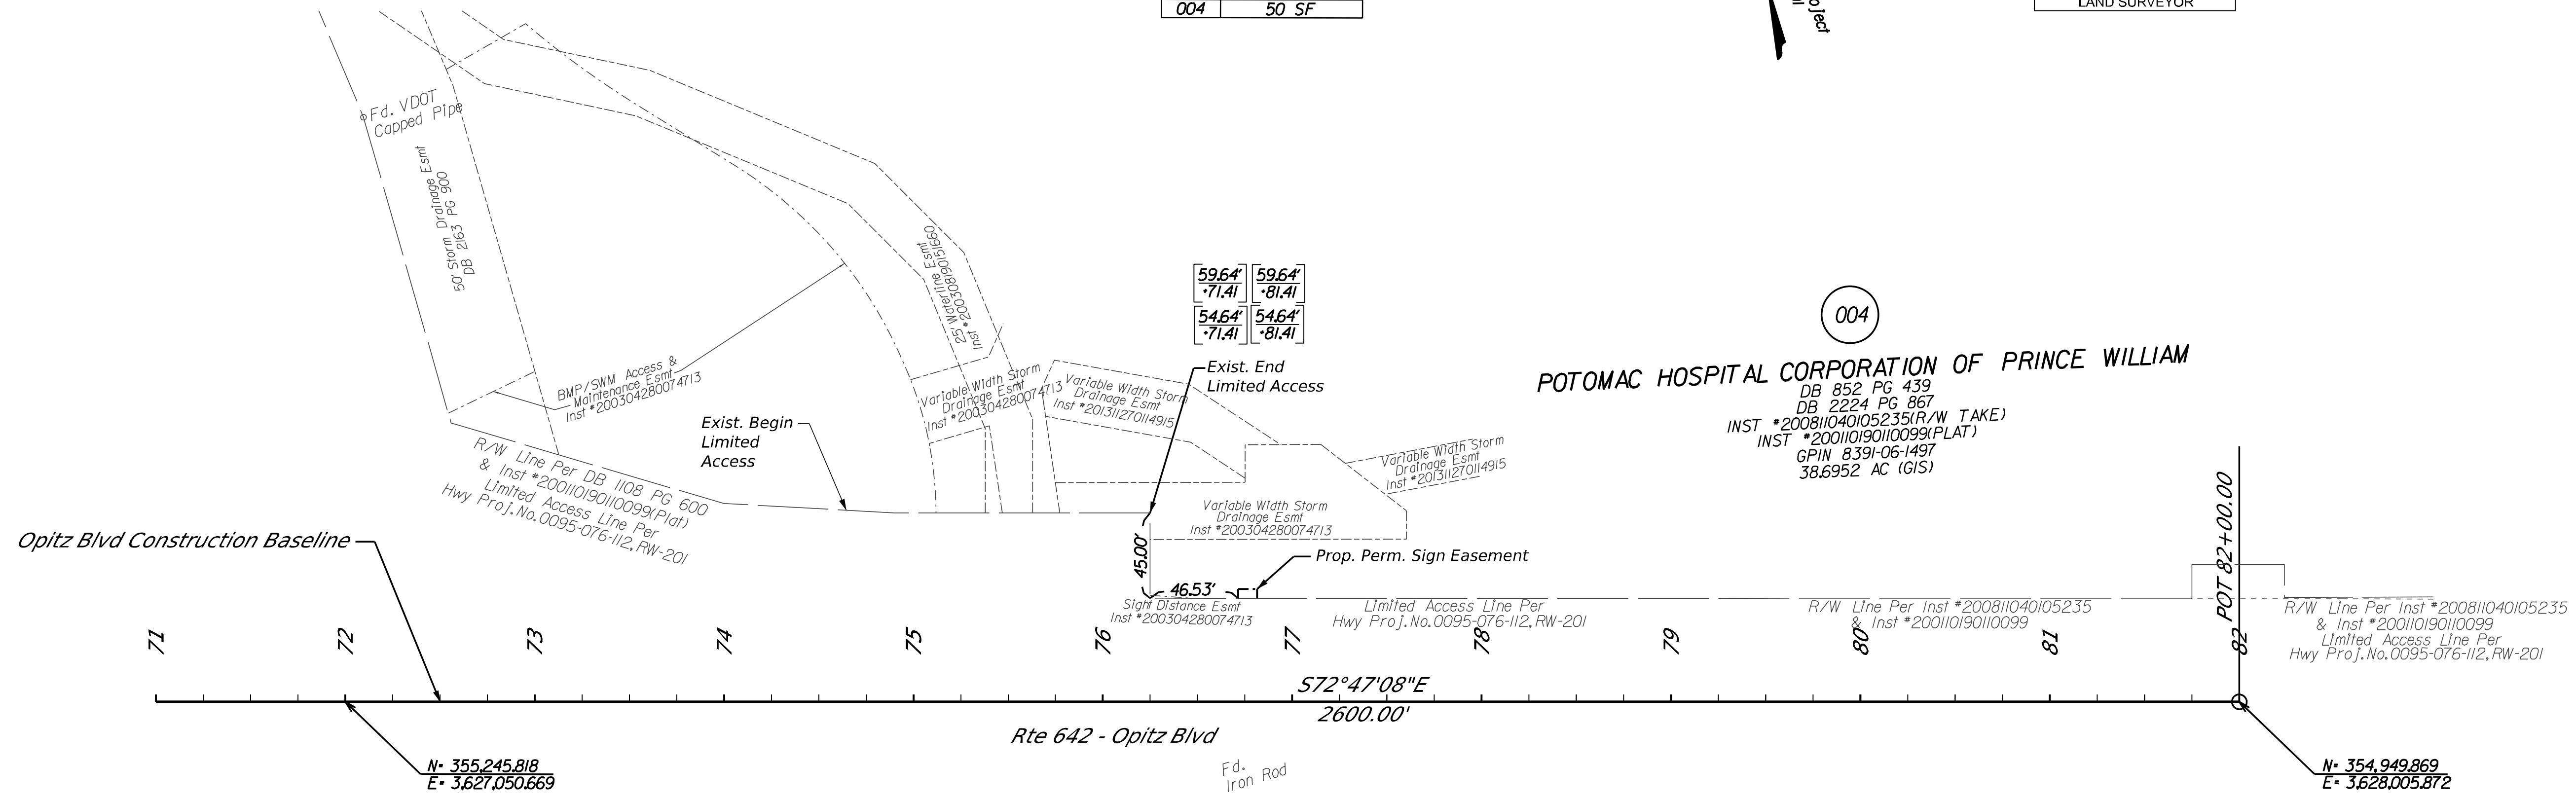 004 50 SF
oject
LAND SURVEYOR
Fd. VDOT
Capped Pipe
50' Storm Drainage Esmt
DB 2163 PG 900
BMP/SWM Access &
Maintenance Esmt
Inst #200304280074713
25' Waterline Esmt
Inst #200308190151660
Variable Width Storm
Drainage Esmt
Inst #200304280074713
Variable Width Storm
Drainage Esmt
Inst #201311270114915
59.64'
+71.41
59.64'
+81.41
54.64'
+71.41
54.64'
+81.41
Exist. End
Limited Access
Exist. Begin
Limited
Access
Variable Width Storm
Drainage Esmt
Inst #201311270114915
Variable Width Storm
Drainage Esmt
Inst #200304280074713
004
POTOMAC HOSPITAL CORPORATION OF PRINCE WILLIAM
DB 852 PG 439
DB 2224 PG 867
INST #200811040105235(R/W TAKE)
INST #200110190110099(PLAT)
GPIN 8391-06-1497
38.6952 AC (GIS)
R/W Line Per DB 1108 PG 600
& Inst #200110190110099(Plat)
Limited Access Line Per
Hwy Proj.No.0095-076-112,RW-201
Opitz Blvd Construction Baseline
45.00'
46.53'
Prop. Perm. Sign Easement
Sight Distance Esmt
Inst #200304280074713
Limited Access Line Per
Hwy Proj.No.0095-076-112,RW-201
R/W Line Per Inst #200811040105235
& Inst #200110190110099
POT 82+00.00
R/W Line Per Inst #200811040105235
& Inst #200110190110099
Limited Access Line Per
Hwy Proj.No.0095-076-112,RW-201
71 72 73 74 75 76 77 78 79 80 81 82
S72°47'08"E
2600.00'
Rte 642 - Opitz Blvd
Fd.
Iron Rod
N= 355,245.818
E= 3,627,050.669
N= 354,949.869
E= 3,628,005.872